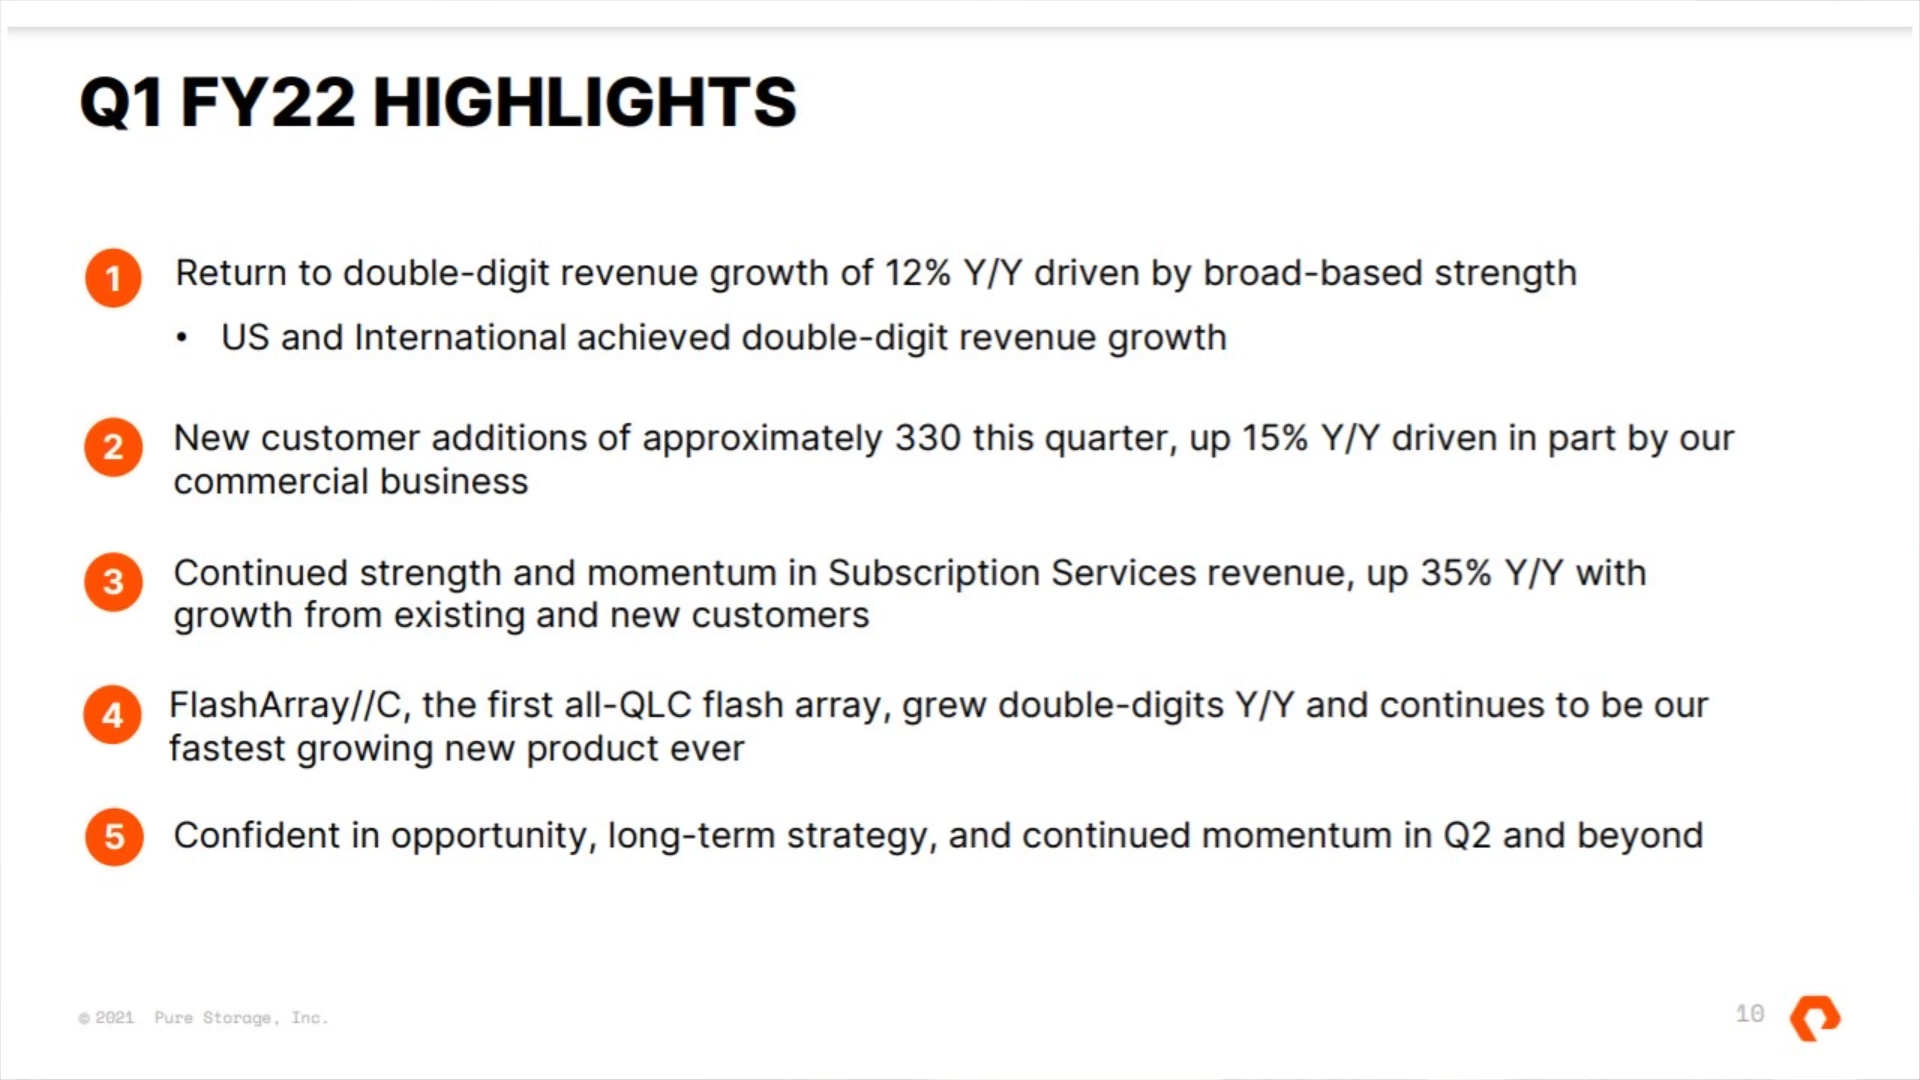 Q1 FY22 HIGHLIGHTS
1 Return to double-digit revenue growth of 12% Y/Y driven by broad-based strength
• US and International achieved double-digit revenue growth
2 New customer additions of approximately 330 this quarter, up 15% Y/Y driven in part by our
commercial business
3 Continued strength and momentum in Subscription Services revenue, up 35% Y/Y with
growth from existing and new customers
4 FlashArray//C, the first all-QLC flash array, grew double-digits Y/Y and continues to be our
fastest growing new product ever
5 Confident in opportunity, long-term strategy, and continued momentum in Q2 and beyond
© 2021 Pure Storage, Inc.
10